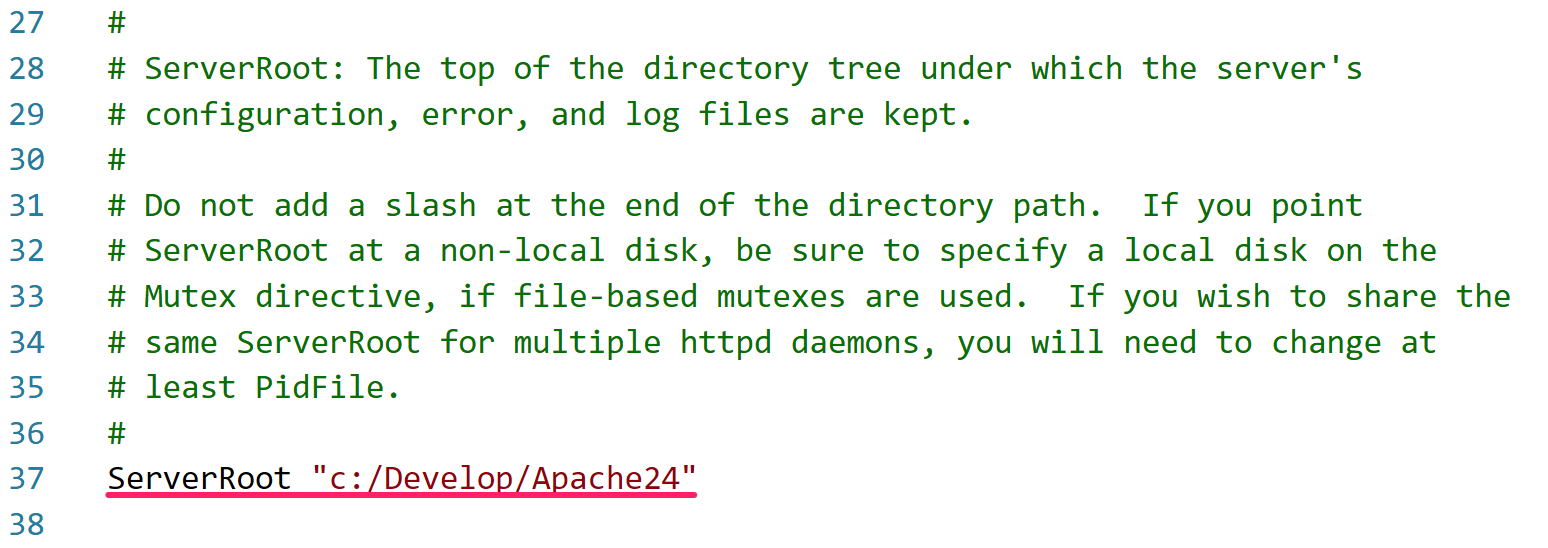 27 #
28 # ServerRoot: The top of the directory tree under which the server's
29 # configuration, error, and log files are kept.
30 #
31 # Do not add a slash at the end of the directory path.  If you point
32 # ServerRoot at a non-local disk, be sure to specify a local disk on the
33 # Mutex directive, if file-based mutexes are used.  If you wish to share the
34 # same ServerRoot for multiple httpd daemons, you will need to change at
35 # least PidFile.
36 #
37 ServerRoot "c:/Develop/Apache24"
38